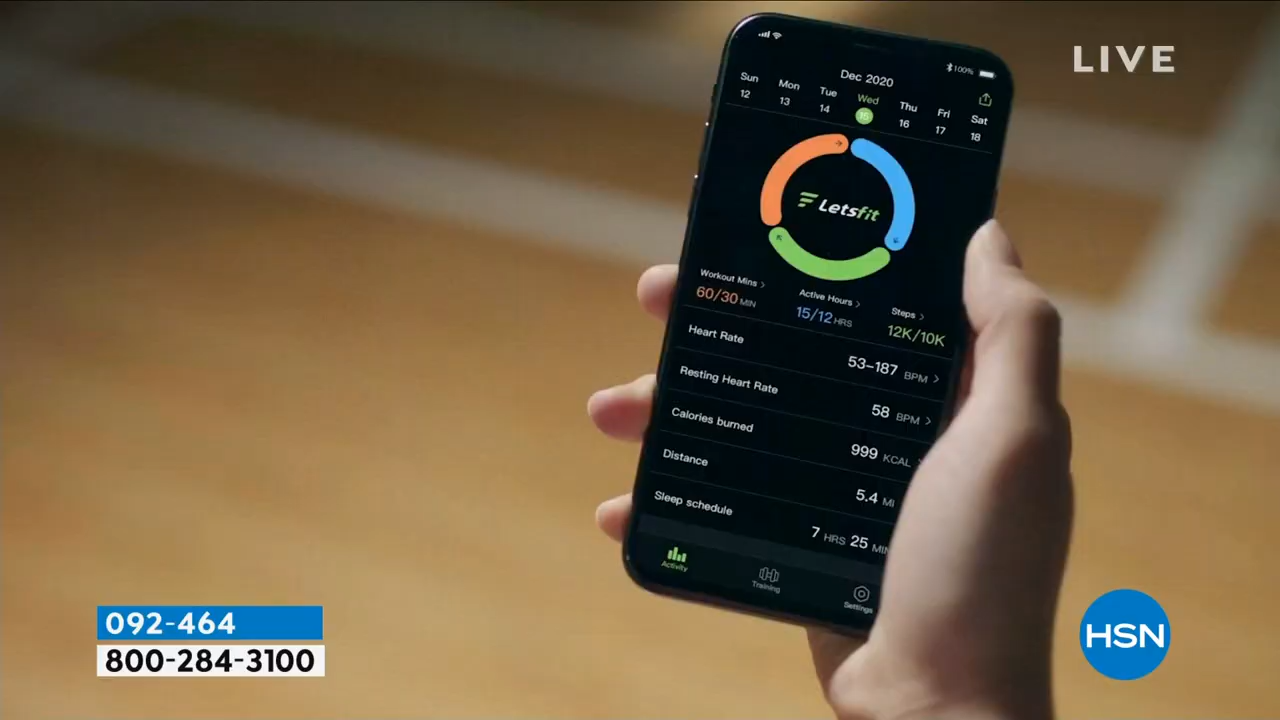 LIVE
100%
Dec 2020
Sun Mon Tue Wed Thu Fri Sat
12 13 14 15 16 17 18
Letsfit
Workout Mins > Active Hours > Steps >
60/30 MIN 15/12 HRS 12K/10K
Heart Rate 53–187 BPM >
Resting Heart Rate 58 BPM >
Calories burned 999 KCAL >
Distance 5.4 MI
Sleep schedule 7 HRS 25 MIN
Activity Training Settings
092-464
800-284-3100
HSN